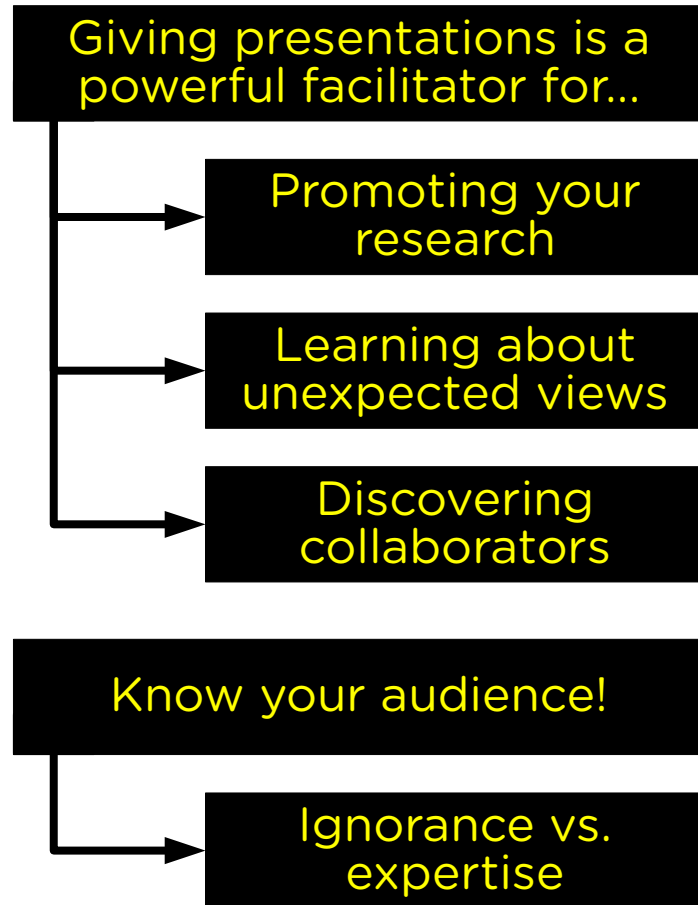 Giving presentations is a
powerful facilitator for...
Promoting your
research
Learning about
unexpected views
Discovering
collaborators
Know your audience!
Ignorance vs.
expertise